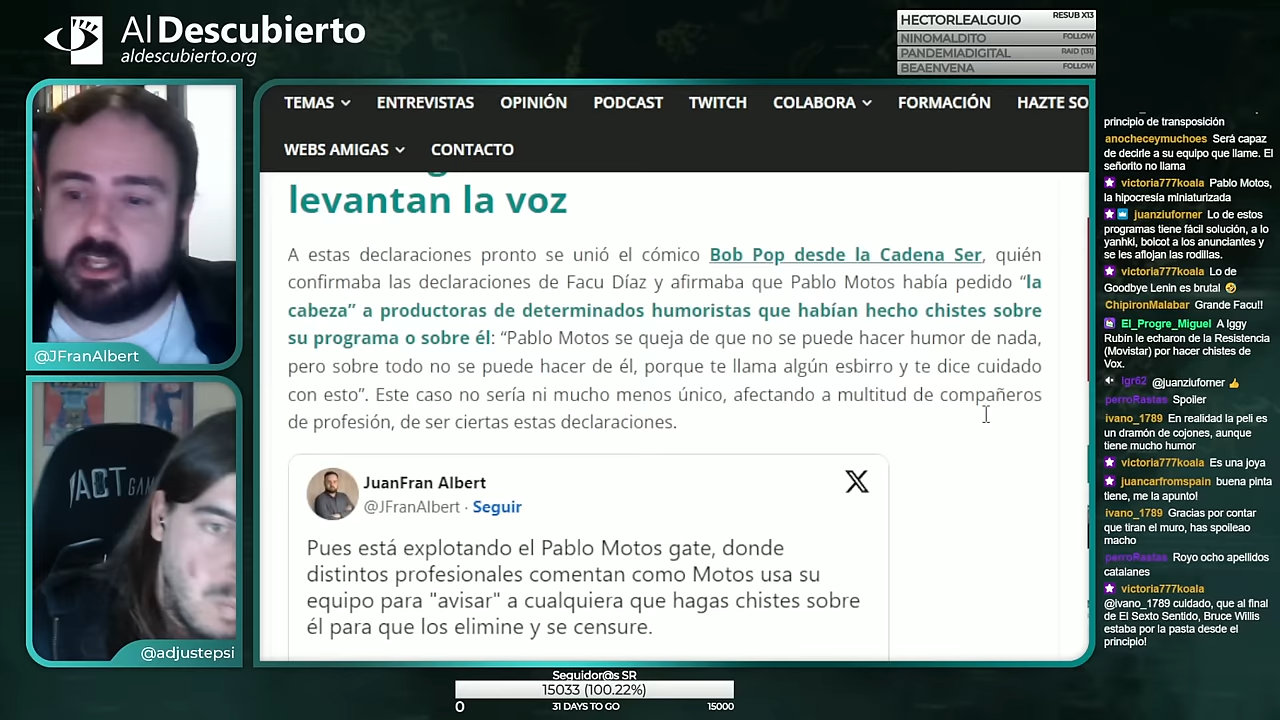 Al Descubierto
aldescubierto.org
HECTORLEALGUIO RESUB X13
NINOMALDITO FOLLOW
PANDEMIADIGITAL RAID (131)
BEAENVENA FOLLOW
TEMAS ENTREVISTAS OPINIÓN PODCAST TWITCH COLABORA FORMACIÓN HAZTE SO
WEBS AMIGAS CONTACTO
levantan la voz
A estas declaraciones pronto se unió el cómico Bob Pop desde la Cadena Ser, quién
confirmaba las declaraciones de Facu Díaz y afirmaba que Pablo Motos había pedido “la
cabeza” a productoras de determinados humoristas que habían hecho chistes sobre
su programa o sobre él: “Pablo Motos se queja de que no se puede hacer humor de nada,
pero sobre todo no se puede hacer de él, porque te llama algún esbirro y te dice cuidado
con esto”. Este caso no sería ni mucho menos único, afectando a multitud de compañeros
de profesión, de ser ciertas estas declaraciones.
JuanFran Albert
@JFranAlbert · Seguir
Pues está explotando el Pablo Motos gate, donde
distintos profesionales comentan como Motos usa su
equipo para "avisar" a cualquiera que hagas chistes sobre
él para que los elimine y se censure.
@JFranAlbert
ACT GAM
@adjustepsi
principio de transposición
anocheceymuchoes Será capaz
de decirle a su equipo que llame. El
señorito no llama
victoria777koala Pablo Motos,
la hipocresía miniaturizada
juanziuforner Lo de estos
programas tiene fácil solución, a lo
yanhki, boicot a los anunciantes y
se les aflojan las rodillas.
victoria777koala Lo de
Goodbye Lenin es brutal 🤣
ChipironMalabar Grande Facu!!
El_Progre_Miguel A Iggy
Rubín le echaron de la Resistencia
(Movistar) por hacer chistes de
Vox.
lgr62 @juanziuforner 👍
perroRastas Spoiler
ivano_1789 En realidad la peli es
un dramón de cojones, aunque
tiene mucho humor
victoria777koala Es una joya
juancarfromspain buena pinta
tiene, me la apunto!
ivano_1789 Gracias por contar
que tiran el muro, has spoileao
macho
perroRastas Royo ocho apellidos
catalanes
victoria777koala
@ivano_1789 cuidado, que al final
de El Sexto Sentido, Bruce Willis
estaba por la pasta desde el
principio!
Seguidor@s SR
15033 (100.22%)
0 31 DAYS TO GO 15000